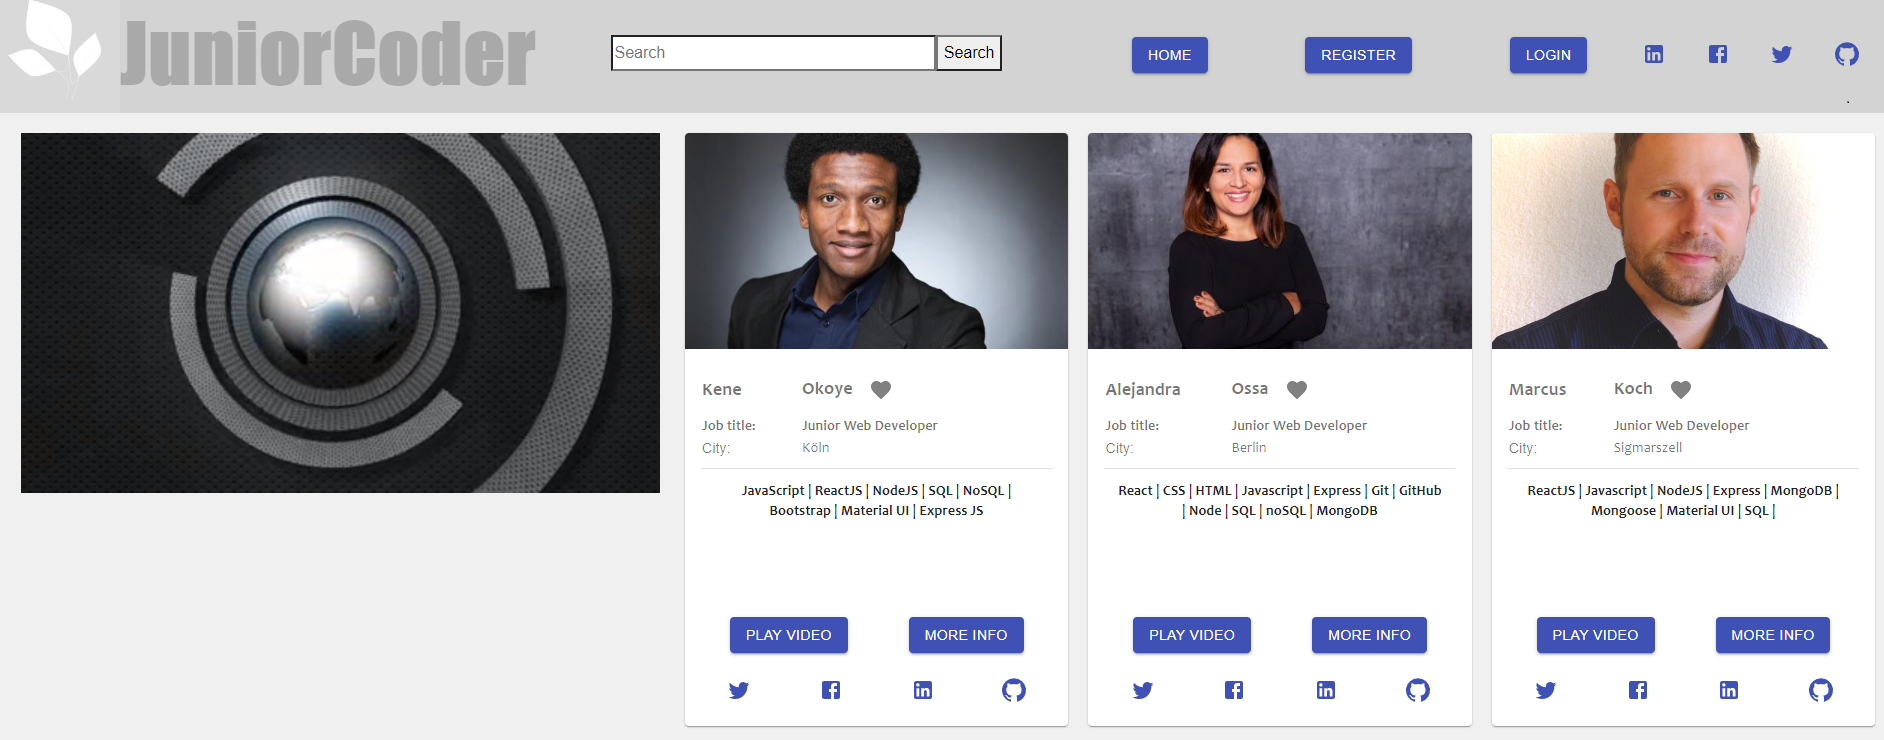 JuniorCoder
Search Search
HOME REGISTER LOGIN
.
Kene Okoye
Job title: Junior Web Developer
City: Köln
JavaScript | ReactJS | NodeJS | SQL | NoSQL |
Bootstrap | Material UI | Express JS
PLAY VIDEO MORE INFO
Alejandra Ossa
Job title: Junior Web Developer
City: Berlin
React | CSS | HTML | Javascript | Express | Git | GitHub
| Node | SQL | noSQL | MongoDB
PLAY VIDEO MORE INFO
Marcus Koch
Job title: Junior Web Developer
City: Sigmarszell
ReactJS | Javascript | NodeJS | Express | MongoDB |
Mongoose | Material UI | SQL |
PLAY VIDEO MORE INFO